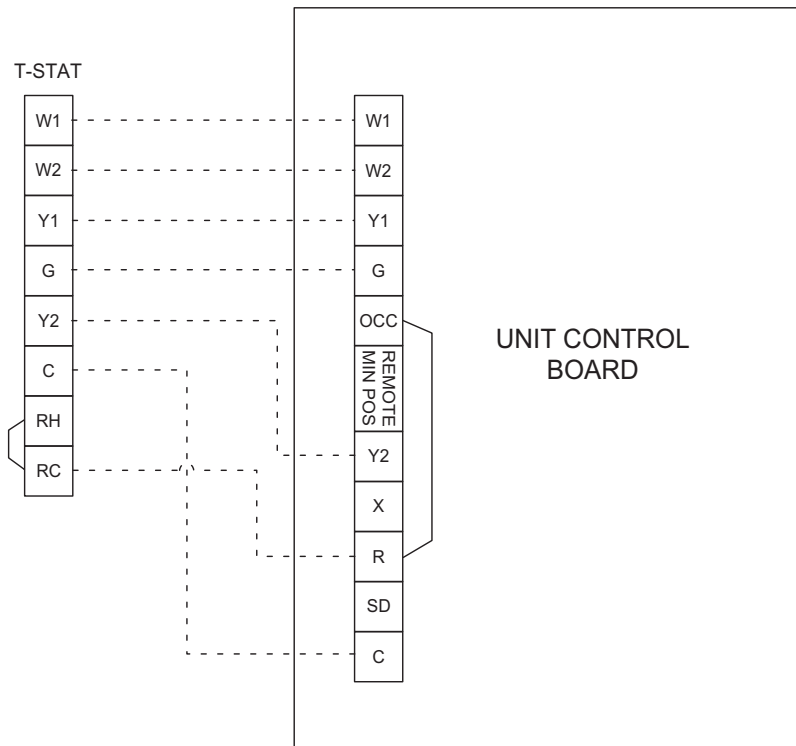 T-STAT
W1
W2
Y1
G
Y2
C
RH
RC
W1
W2
Y1
G
OCC
REMOTE
MIN POS
Y2
X
R
SD
C
UNIT CONTROL
BOARD